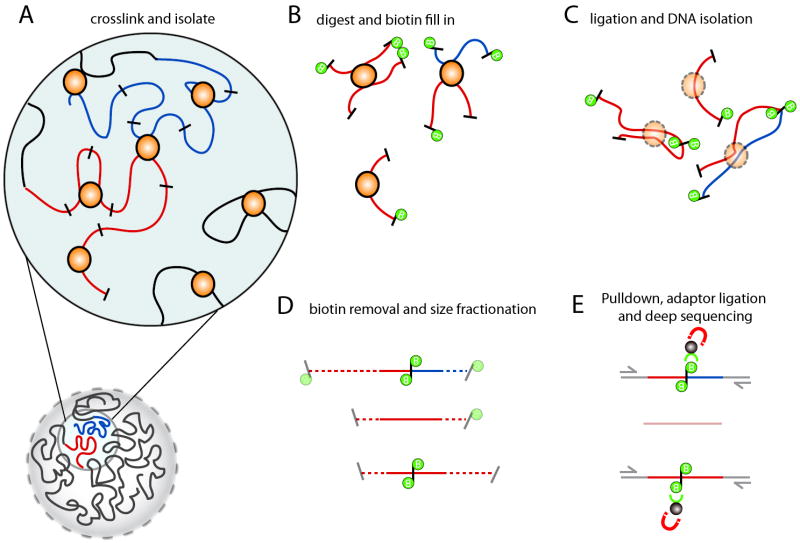 A
crosslink and isolate
B
digest and biotin fill in
C
ligation and DNA isolation
D
biotin removal and size fractionation
E
Pulldown, adaptor ligation
and deep sequencing